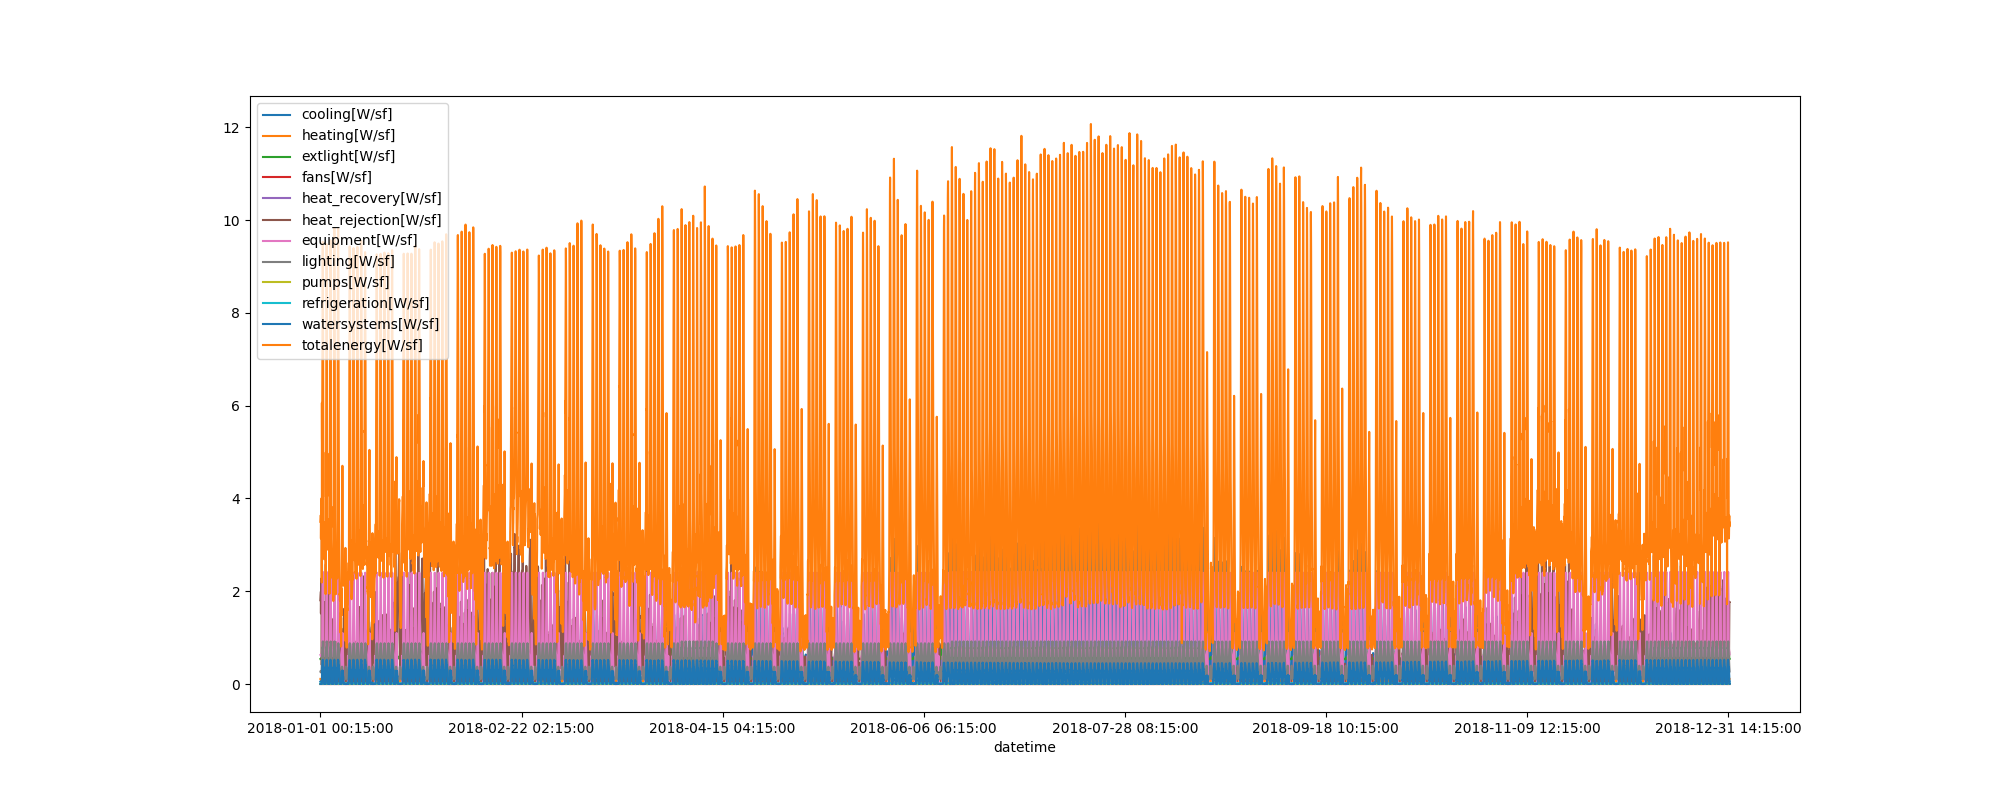 12
10
8
6
4
2
0
cooling[W/sf]
heating[W/sf]
extlight[W/sf]
fans[W/sf]
heat_recovery[W/sf]
heat_rejection[W/sf]
equipment[W/sf]
lighting[W/sf]
pumps[W/sf]
refrigeration[W/sf]
watersystems[W/sf]
totalenergy[W/sf]
2018-01-01 00:15:00 2018-02-22 02:15:00 2018-04-15 04:15:00 2018-06-06 06:15:00 2018-07-28 08:15:00 2018-09-18 10:15:00 2018-11-09 12:15:00 2018-12-31 14:15:00
datetime